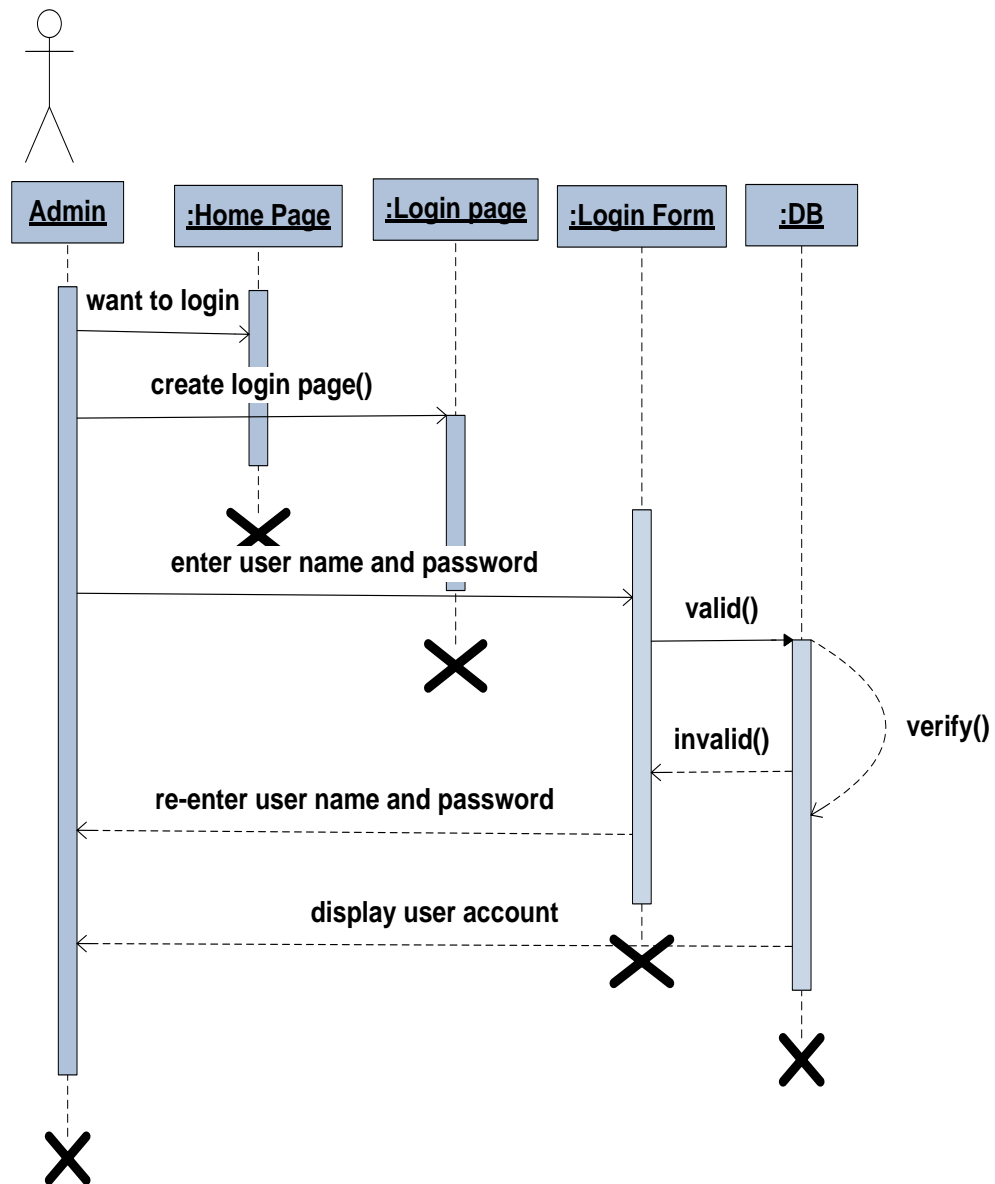 Admin
:Home Page
:Login page
:Login Form
:DB
want to login
create login page()
enter user name and password
valid()
verify()
invalid()
re-enter user name and password
display user account